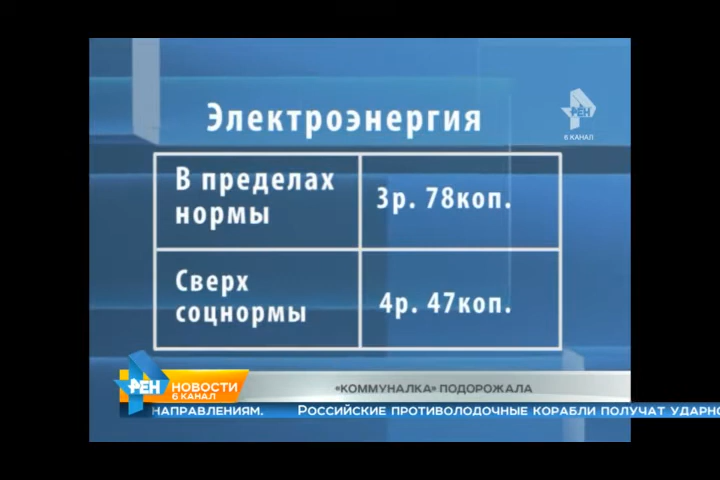 Электроэнергия
РЕН
6 КАНАЛ
В пределах
нормы
3р. 78коп.
Сверх
соцнормы
4р. 47коп.
РЕН
НОВОСТИ
6 КАНАЛ
«КОММУНАЛКА» ПОДОРОЖАЛА
НАПРАВЛЕНИЯМ. РОССИЙСКИЕ ПРОТИВОЛОДОЧНЫЕ КОРАБЛИ ПОЛУЧАТ УДАРНО